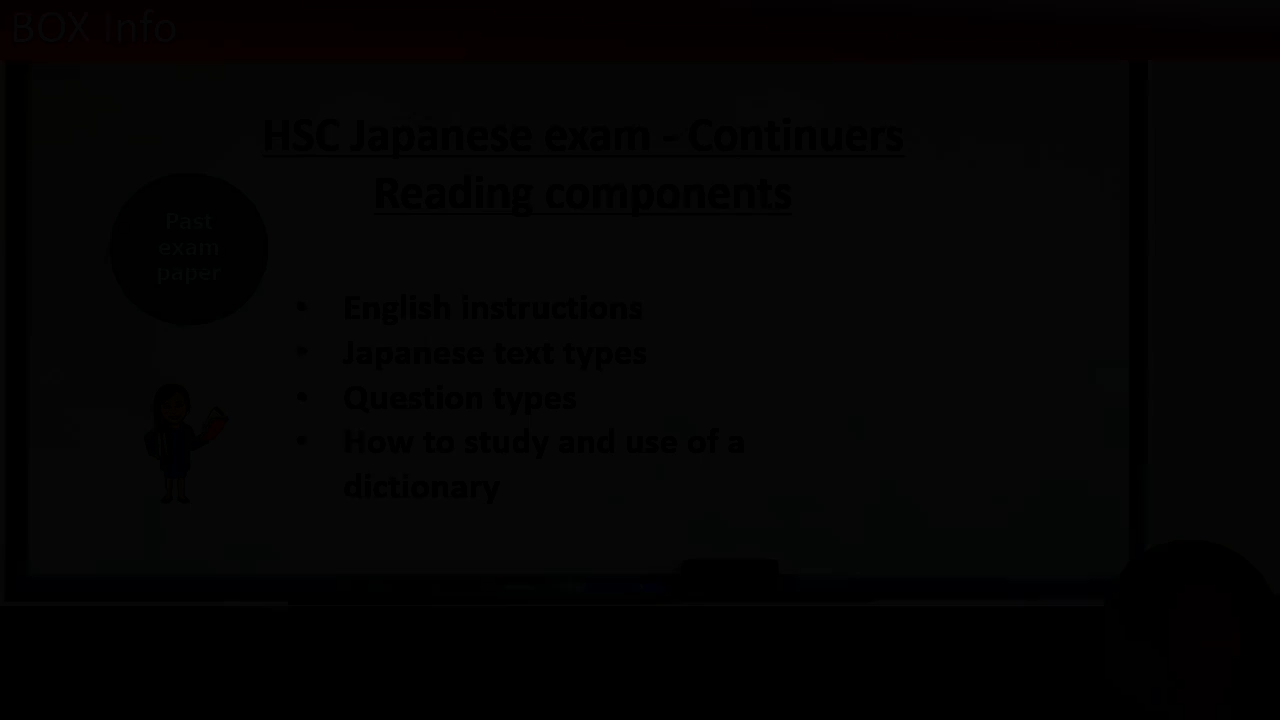 BOX Info
HSC Japanese exam - Continuers
Reading components
Past
exam
paper
• English instructions
• Japanese text types
• Question types
• How to study and use of a
dictionary